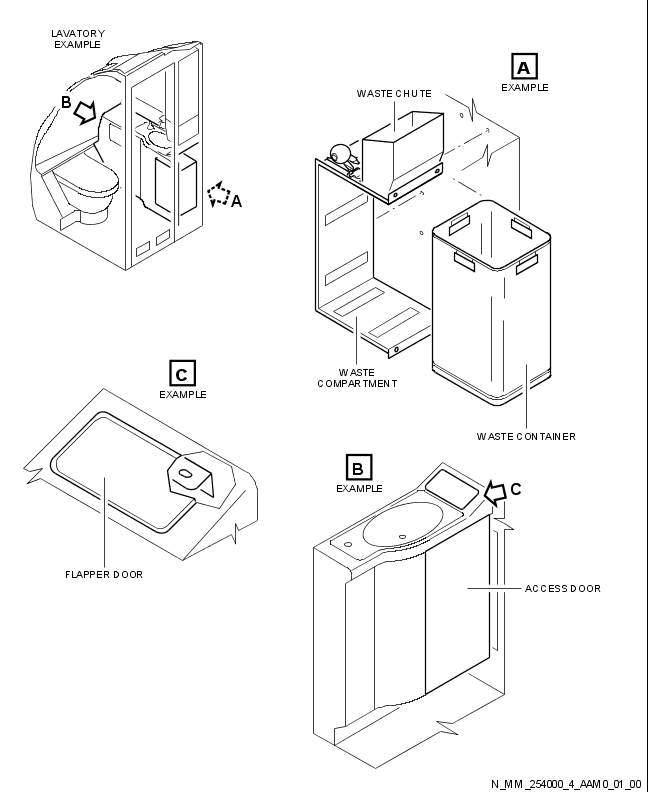 LAVATORY
EXAMPLE
B
A
A
EXAMPLE
WASTE CHUTE
WASTE
COMPARTMENT
WASTE CONTAINER
C
EXAMPLE
FLAPPER DOOR
B
EXAMPLE
C
ACCESS DOOR
N_MM_254000_4_AAM0_01_00